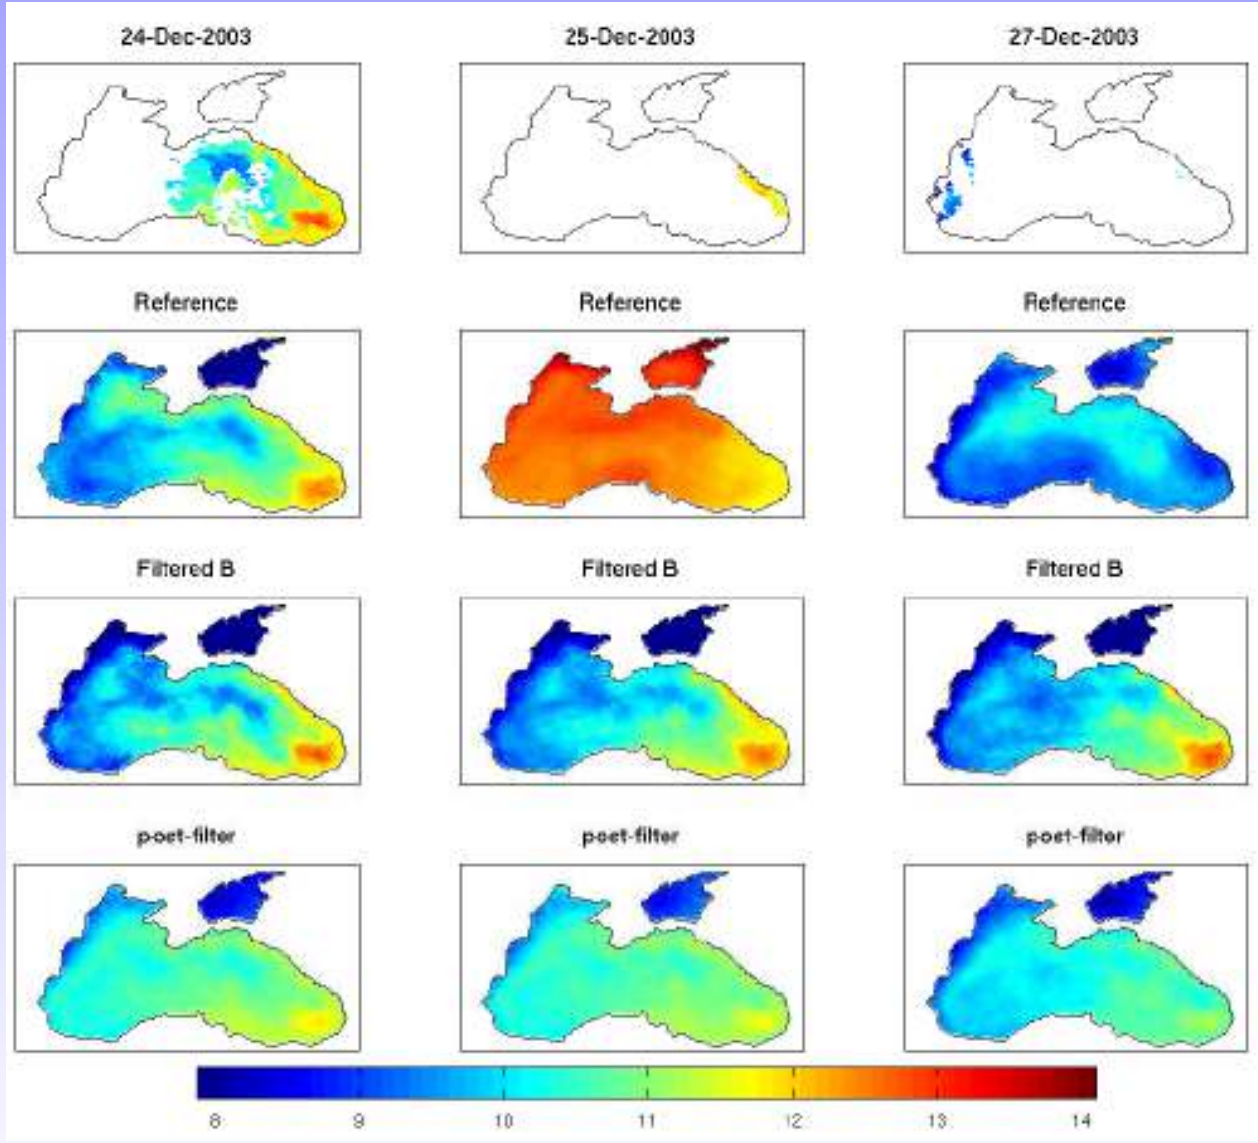 24-Dec-2003 25-Dec-2003 27-Dec-2003
Reference Reference Reference
Filtered B Filtered B Filtered B
post-filter post-filter post-filter
8 9 10 11 12 13 14